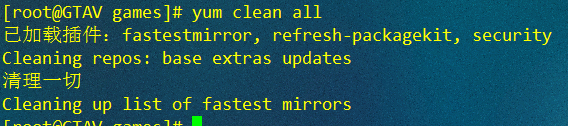 [root@GTAV games]# yum clean all
已加载插件：fastestmirror, refresh-packagekit, security
Cleaning repos: base extras updates
清理一切
Cleaning up list of fastest mirrors
[root@GTAV games]#